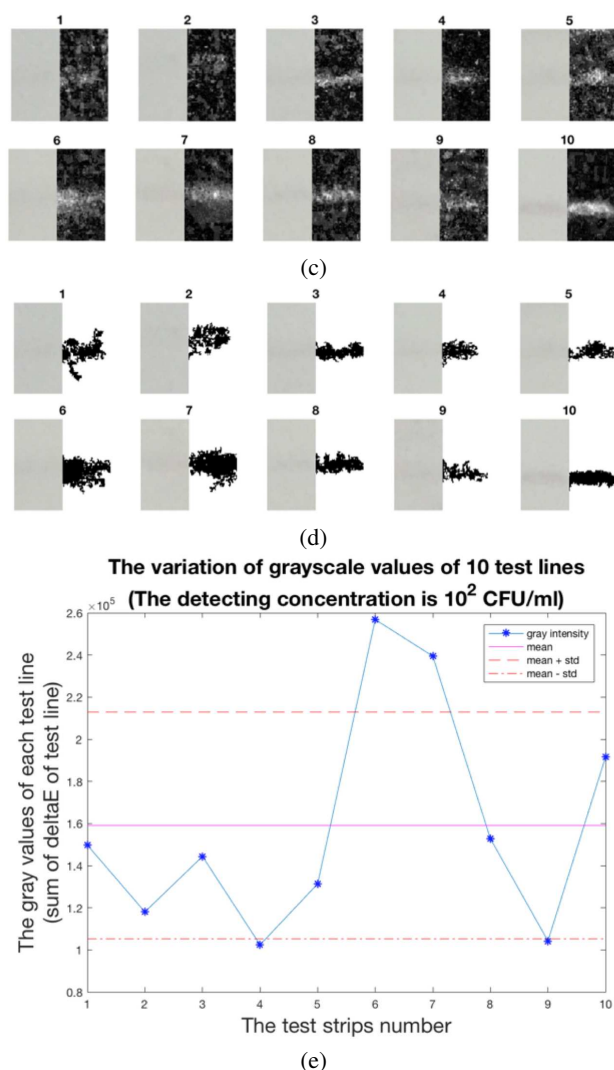 1 2 3 4 5
6 7 8 9 10
(c)
1 2 3 4 5
6 7 8 9 10
(d)
The variation of grayscale values of 10 test lines
(The detecting concentration is 10² CFU/ml)
×10⁵
2.6
2.4
2.2
2
1.8
1.6
1.4
1.2
1
0.8
The gray values of each test line
(sum of deltaE of test line)
gray intensity
mean
mean + std
mean - std
1 2 3 4 5 6 7 8 9 10
The test strips number
(e)